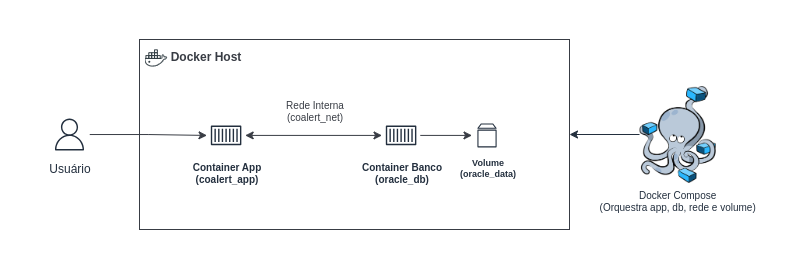 Docker Host
Rede Interna
(coalert_net)
Usuário
Container App
(coalert_app)
Container Banco
(oracle_db)
Volume
(oracle_data)
Docker Compose
(Orquestra app, db, rede e volume)